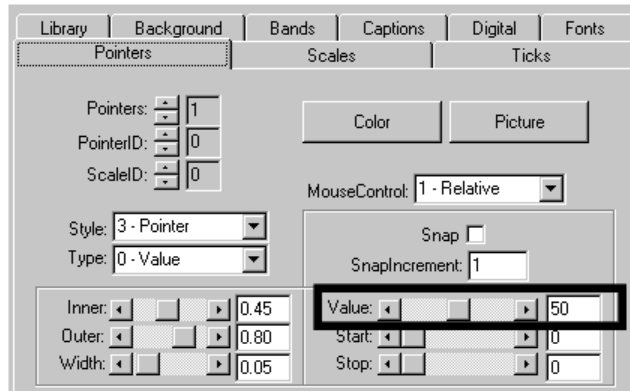 Library Background Bands Captions Digital Fonts
Pointers Scales Ticks
Pointers: 1
PointerID: 0
ScaleID: 0
Color Picture
MouseControl: 1 - Relative
Style: 3 - Pointer
Type: 0 - Value
Snap
SnapIncrement: 1
Inner: 0.45
Outer: 0.80
Width: 0.05
Value: 50
Start: 0
Stop: 0